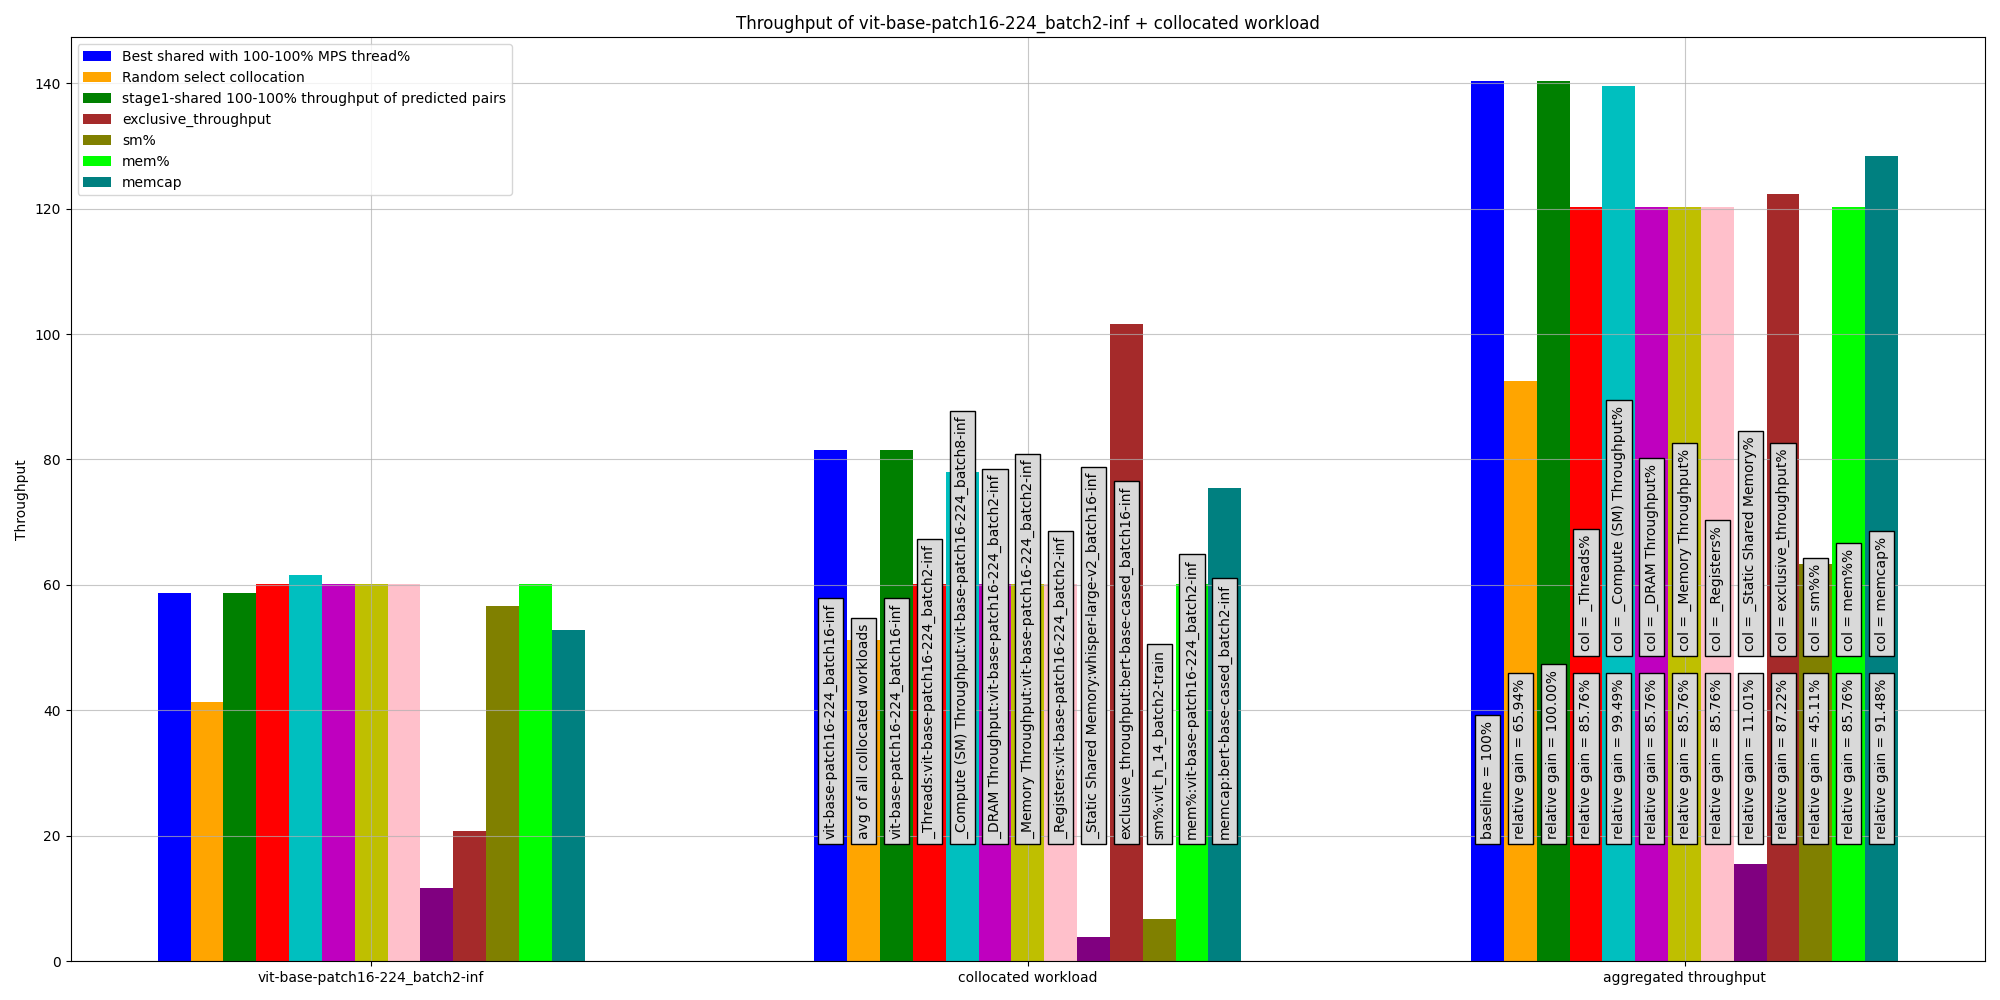 Throughput of vit-base-patch16-224_batch2-inf + collocated workload
Best shared with 100-100% MPS thread%
Random select collocation
stage1-shared 100-100% throughput of predicted pairs
exclusive_throughput
sm%
mem%
memcap
Throughput
140
120
100
80
60
40
20
0
vit-base-patch16-224_batch16-inf
avg of all collocated workloads
vit-base-patch16-224_batch16-inf
_Threads:vit-base-patch16-224_batch2-inf
_Compute (SM) Throughput:vit-base-patch16-224_batch8-inf
_DRAM Throughput:vit-base-patch16-224_batch2-inf
_Memory Throughput:vit-base-patch16-224_batch2-inf
_Registers:vit-base-patch16-224_batch2-inf
_Static Shared Memory:whisper-large-v2_batch16-inf
exclusive_throughput:bert-base-cased_batch16-inf
sm%:vit_h_14_batch2-train
mem%:vit-base-patch16-224_batch2-inf
memcap:bert-base-cased_batch2-inf
col = _Threads%
col = _Compute (SM) Throughput%
col = _DRAM Throughput%
col = _Memory Throughput%
col = _Registers%
col = _Static Shared Memory%
col = exclusive_throughput%
col = sm%%
col = mem%%
col = memcap%
baseline = 100%
relative gain = 65.94%
relative gain = 100.00%
relative gain = 85.76%
relative gain = 99.49%
relative gain = 85.76%
relative gain = 85.76%
relative gain = 85.76%
relative gain = 11.01%
relative gain = 87.22%
relative gain = 45.11%
relative gain = 85.76%
relative gain = 91.48%
vit-base-patch16-224_batch2-inf
collocated workload
aggregated throughput